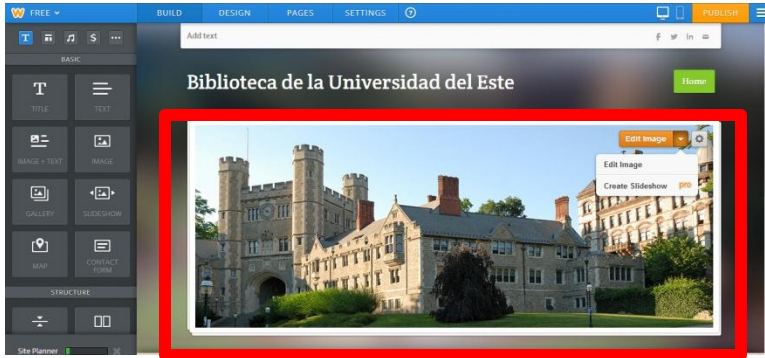 FREE BUILD DESIGN PAGES SETTINGS ? PUBLISH
T $
Add text
BASIC
Biblioteca de la Universidad del Este
Home
T
TITLE TEXT
Edit Image
Edit Image
IMAGE + TEXT IMAGE
Create Slideshow pro
GALLERY SLIDESHOW
MAP CONTACT
FORM
STRUCTURE
Site Planner